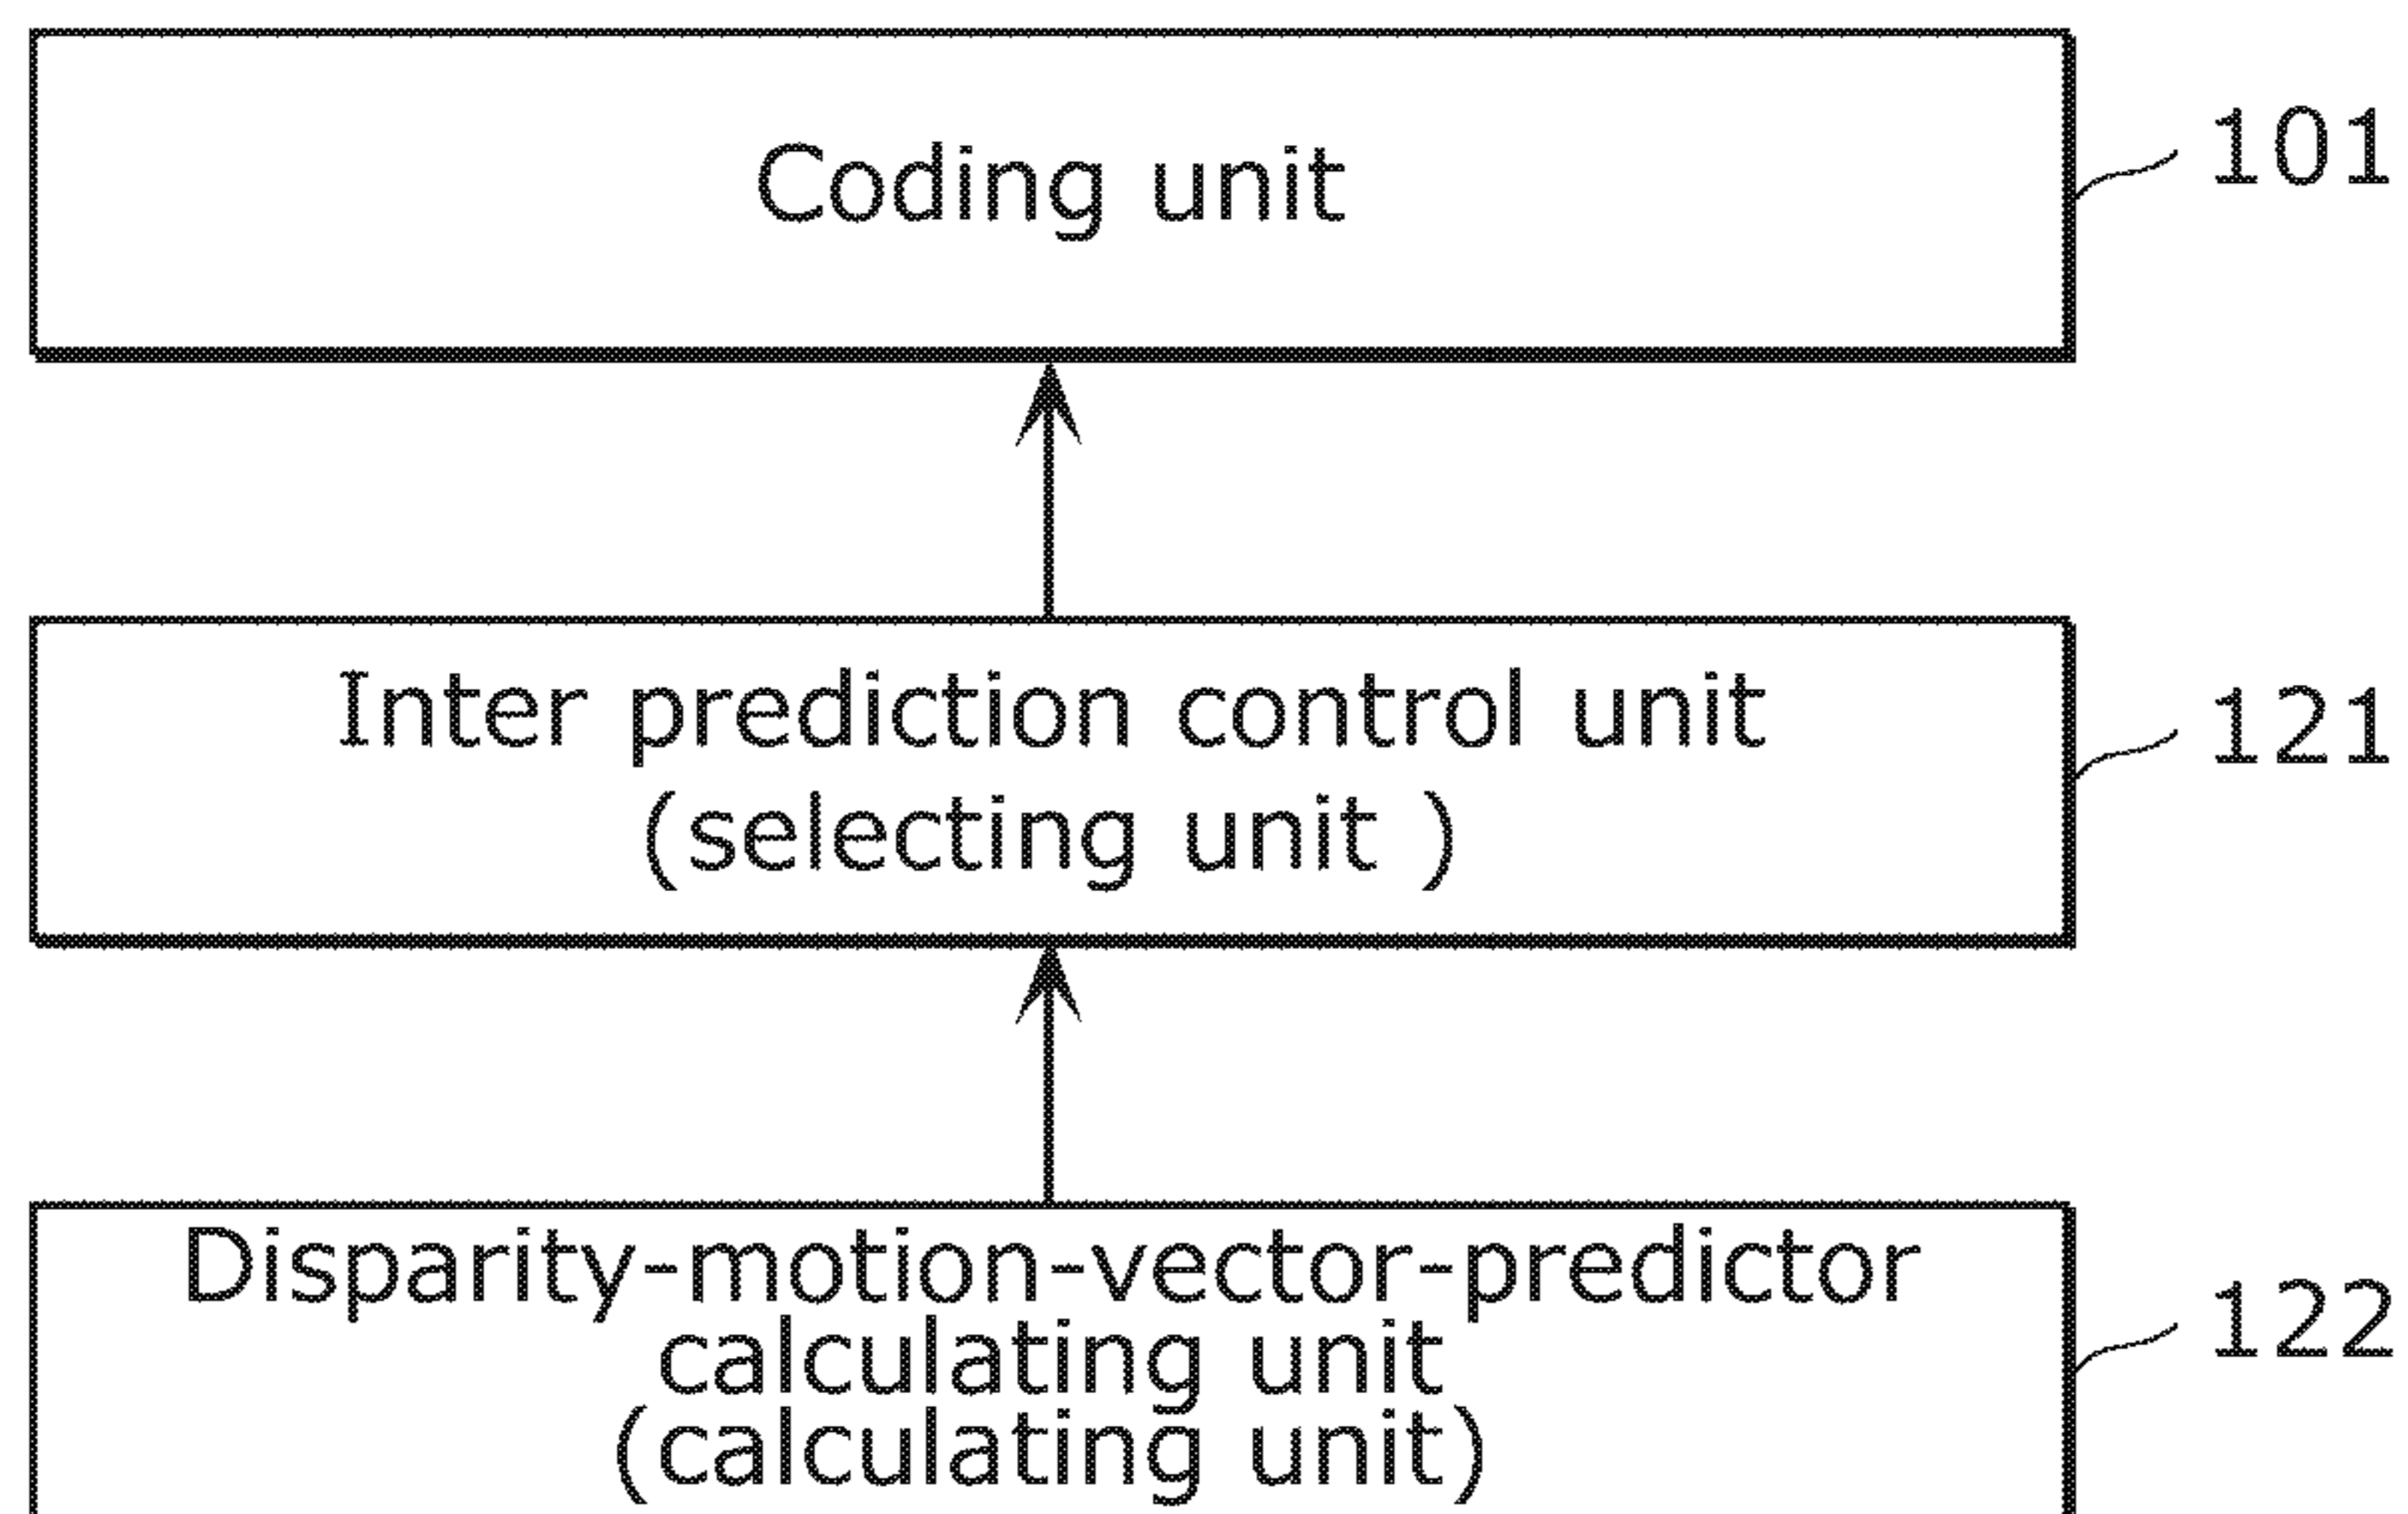 Coding unit
101
Inter prediction control unit
(selecting unit )
121
Disparity-motion-vector-predictor
calculating unit
(calculating unit)
122